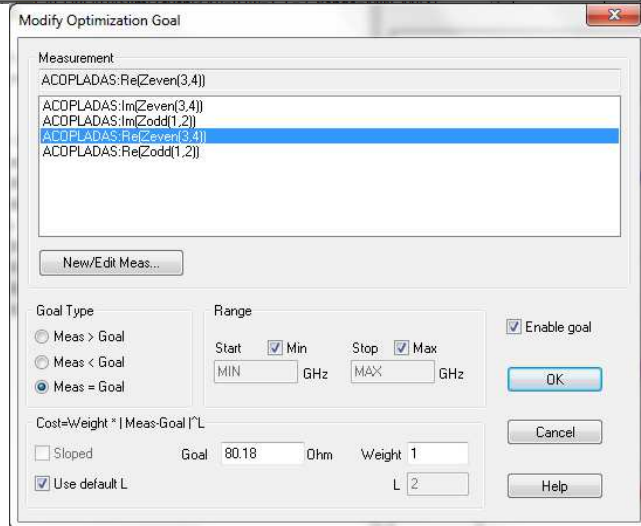 Modify Optimization Goal
Measurement
ACOPLADAS:Re(Zeven(3,4))
ACOPLADAS:Im(Zeven(3,4))
ACOPLADAS:Im(Zodd(1,2))
ACOPLADAS:Re(Zeven(3,4))
ACOPLADAS:Re(Zodd(1,2))
New/Edit Meas...
Goal Type
Meas > Goal
Meas < Goal
Meas = Goal
Range
Start Min Stop Max
MIN GHz MAX GHz
Enable goal
OK
Cost=Weight * | Meas-Goal |^L
Sloped Goal 80.18 Ohm Weight 1
Use default L L 2
Cancel
Help